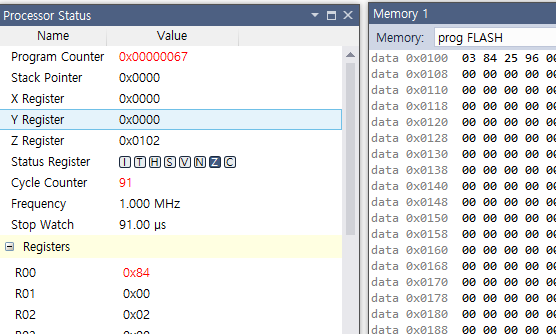 Processor Status
Name Value
Program Counter 0x00000067
Stack Pointer 0x0000
X Register 0x0000
Y Register 0x0000
Z Register 0x0102
Status Register I T H S V N Z C
Cycle Counter 91
Frequency 1.000 MHz
Stop Watch 91.00 µs
Registers
R00 0x84
R01 0x00
R02 0x02
Memory 1
Memory: prog FLASH
data 0x0100 03 84 25 96 00
data 0x0108 00 00 00 00 00
data 0x0110 00 00 00 00 00
data 0x0118 00 00 00 00 00
data 0x0120 00 00 00 00 00
data 0x0128 00 00 00 00 00
data 0x0130 00 00 00 00 00
data 0x0138 00 00 00 00 00
data 0x0140 00 00 00 00 00
data 0x0148 00 00 00 00 00
data 0x0150 00 00 00 00 00
data 0x0158 00 00 00 00 00
data 0x0160 00 00 00 00 00
data 0x0168 00 00 00 00 00
data 0x0170 00 00 00 00 00
data 0x0178 00 00 00 00 00
data 0x0180 00 00 00 00 00
data 0x0188 00 00 00 00 00